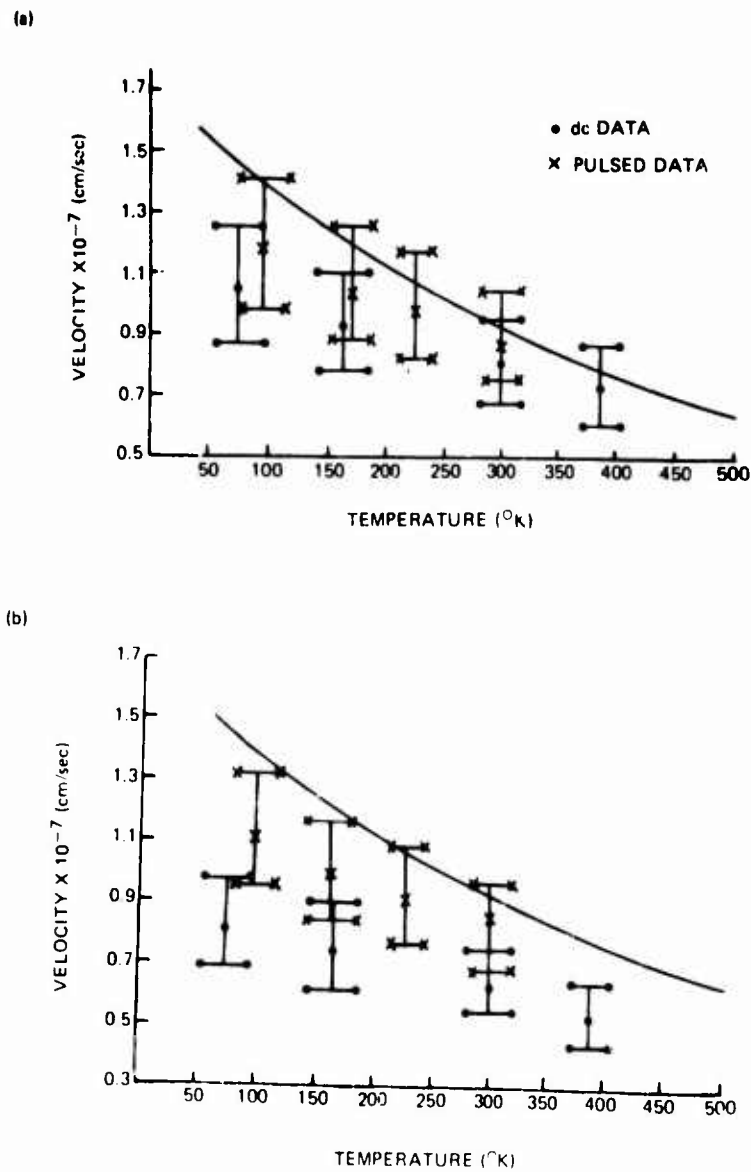 (a)
1.7
1.5
1.3
1.1
0.9
0.7
0.5
VELOCITY X10⁻⁷ (cm/sec)
• dc DATA
× PULSED DATA
50 100 150 200 250 300 350 400 450 500
TEMPERATURE (°K)
(b)
1.7
1.5
1.3
1.1
0.9
0.7
0.5
0.3
VELOCITY X 10⁻⁷ (cm/sec)
50 100 150 200 250 300 350 400 450 500
TEMPERATURE (°K)